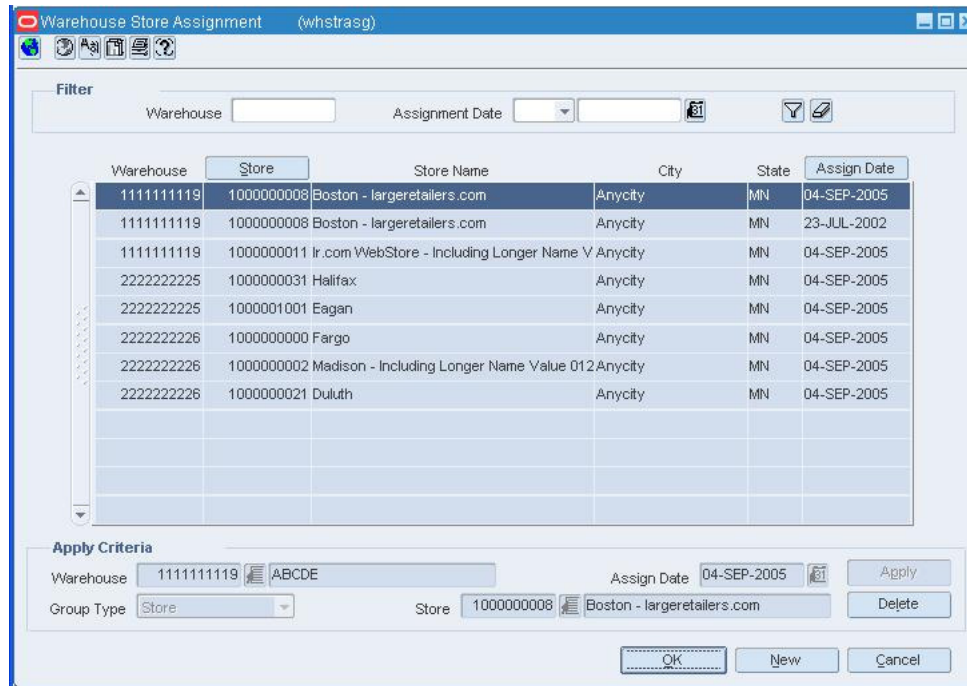 Warehouse Store Assignment (whstrasg)
Filter
Warehouse Assignment Date
Warehouse Store Store Name City State Assign Date
1111111119 1000000008 Boston - largeretailers.com Anycity MN 04-SEP-2005
1111111119 1000000008 Boston - largeretailers.com Anycity MN 23-JUL-2002
1111111119 1000000011 lr.com WebStore - Including Longer Name V Anycity MN 04-SEP-2005
2222222225 1000000031 Halifax Anycity MN 04-SEP-2005
2222222225 1000001001 Eagan Anycity MN 04-SEP-2005
2222222226 1000000000 Fargo Anycity MN 04-SEP-2005
2222222226 1000000002 Madison - Including Longer Name Value 012 Anycity MN 04-SEP-2005
2222222226 1000000021 Duluth Anycity MN 04-SEP-2005
Apply Criteria
Warehouse 1111111119 ABCDE Assign Date 04-SEP-2005 Apply
Group Type Store Store 1000000008 Boston - largeretailers.com Delete
OK New Cancel